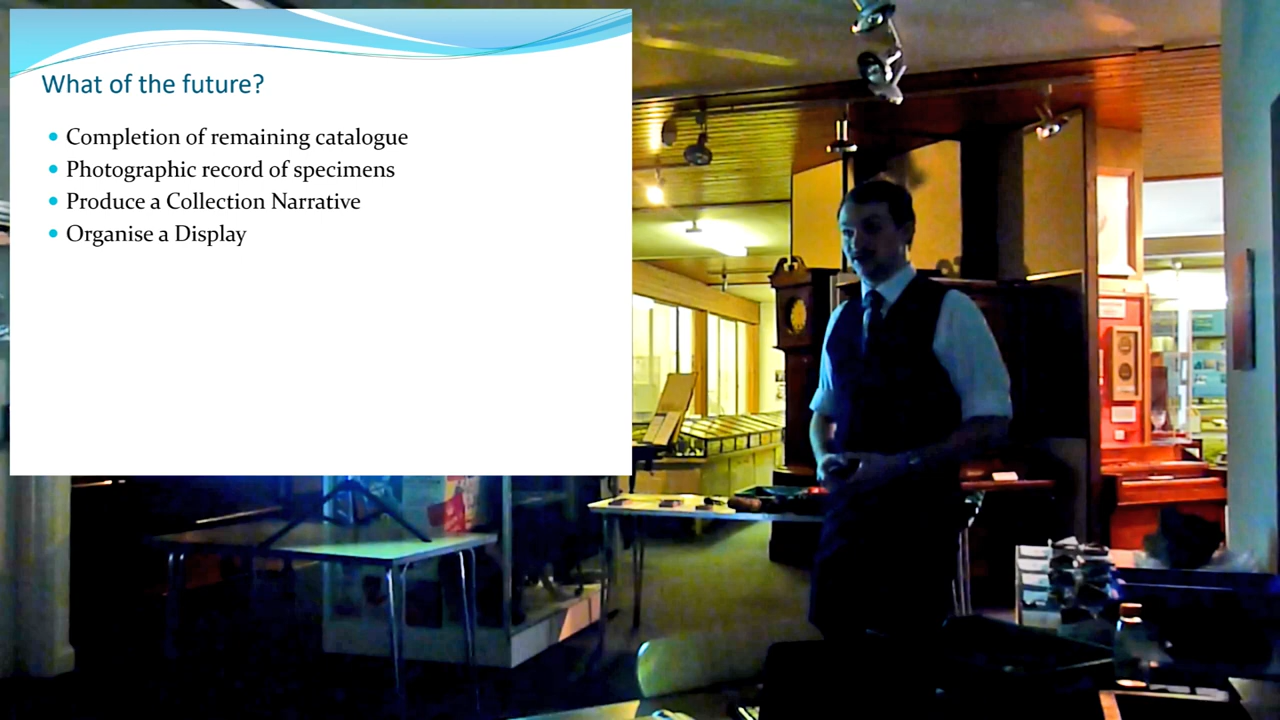 What of the future?
Completion of remaining catalogue
Photographic record of specimens
Produce a Collection Narrative
Organise a Display